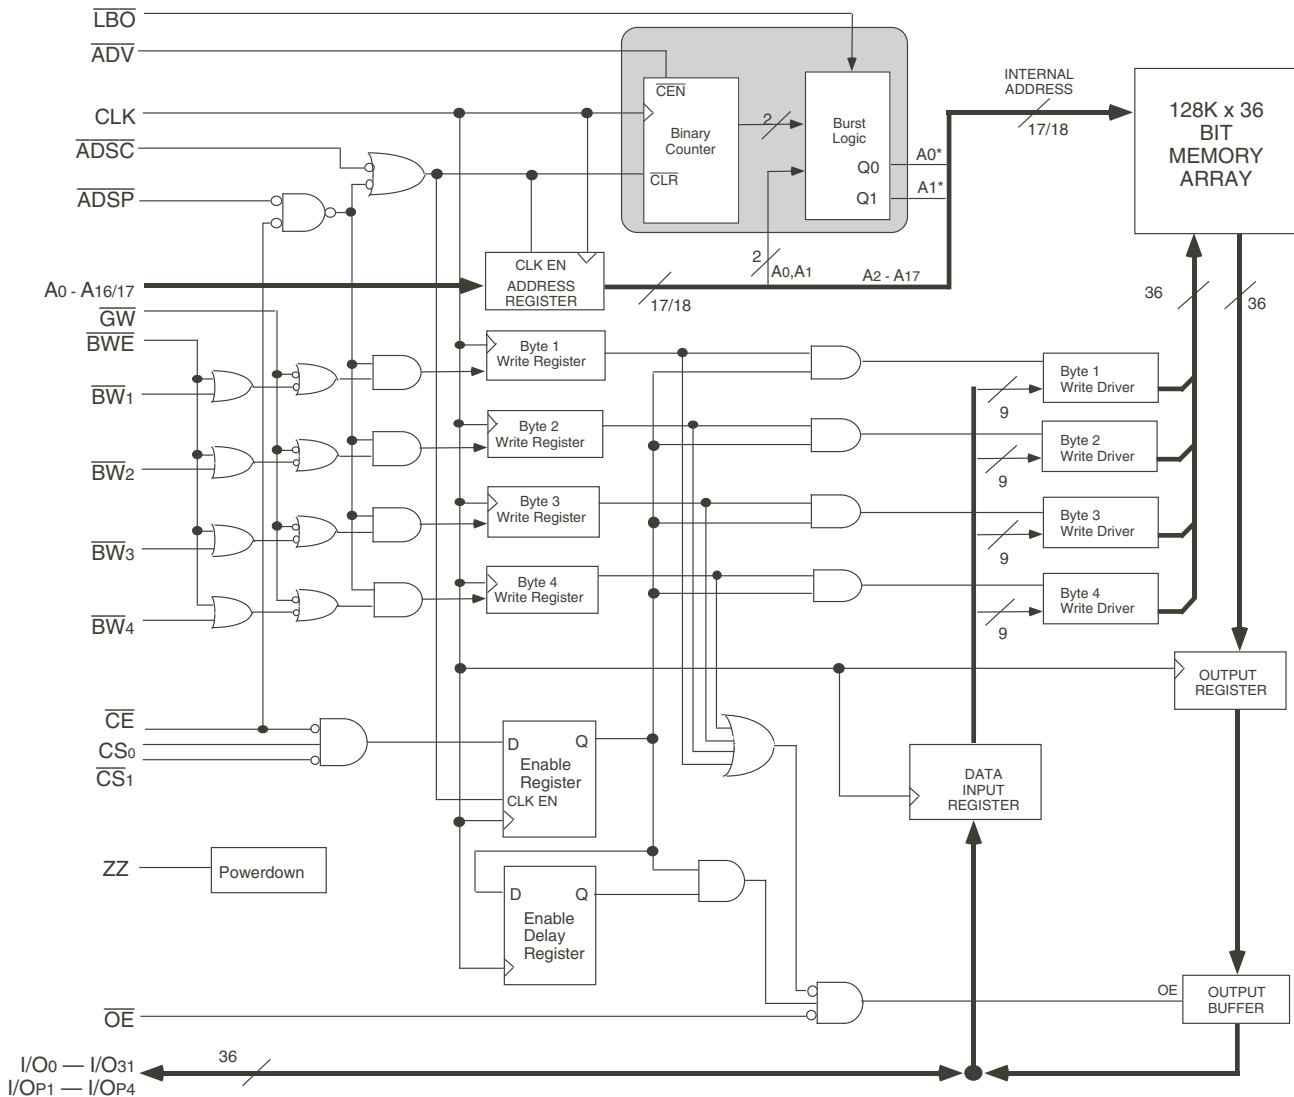 LBO
ADV
CLK
ADSC
ADSP
CEN
Binary
Counter
CLR
2
Burst
Logic
Q0
Q1
A0*
A1*
INTERNAL
ADDRESS
17/18
128K x 36
BIT
MEMORY
ARRAY
CLK EN
ADDRESS
REGISTER
2
A0,A1
A2 - A17
17/18
A0 - A16/17
GW
BWE
BW1
BW2
BW3
BW4
Byte 1
Write Register
Byte 2
Write Register
Byte 3
Write Register
Byte 4
Write Register
Byte 1
Write Driver
Byte 2
Write Driver
Byte 3
Write Driver
Byte 4
Write Driver
9
9
9
9
36
36
OUTPUT
REGISTER
CE
CS0
CS1
D
Q
Enable
Register
CLK EN
DATA
INPUT
REGISTER
ZZ
Powerdown
D
Q
Enable
Delay
Register
OE
OE
OUTPUT
BUFFER
36
I/O0 — I/O31
I/OP1 — I/OP4